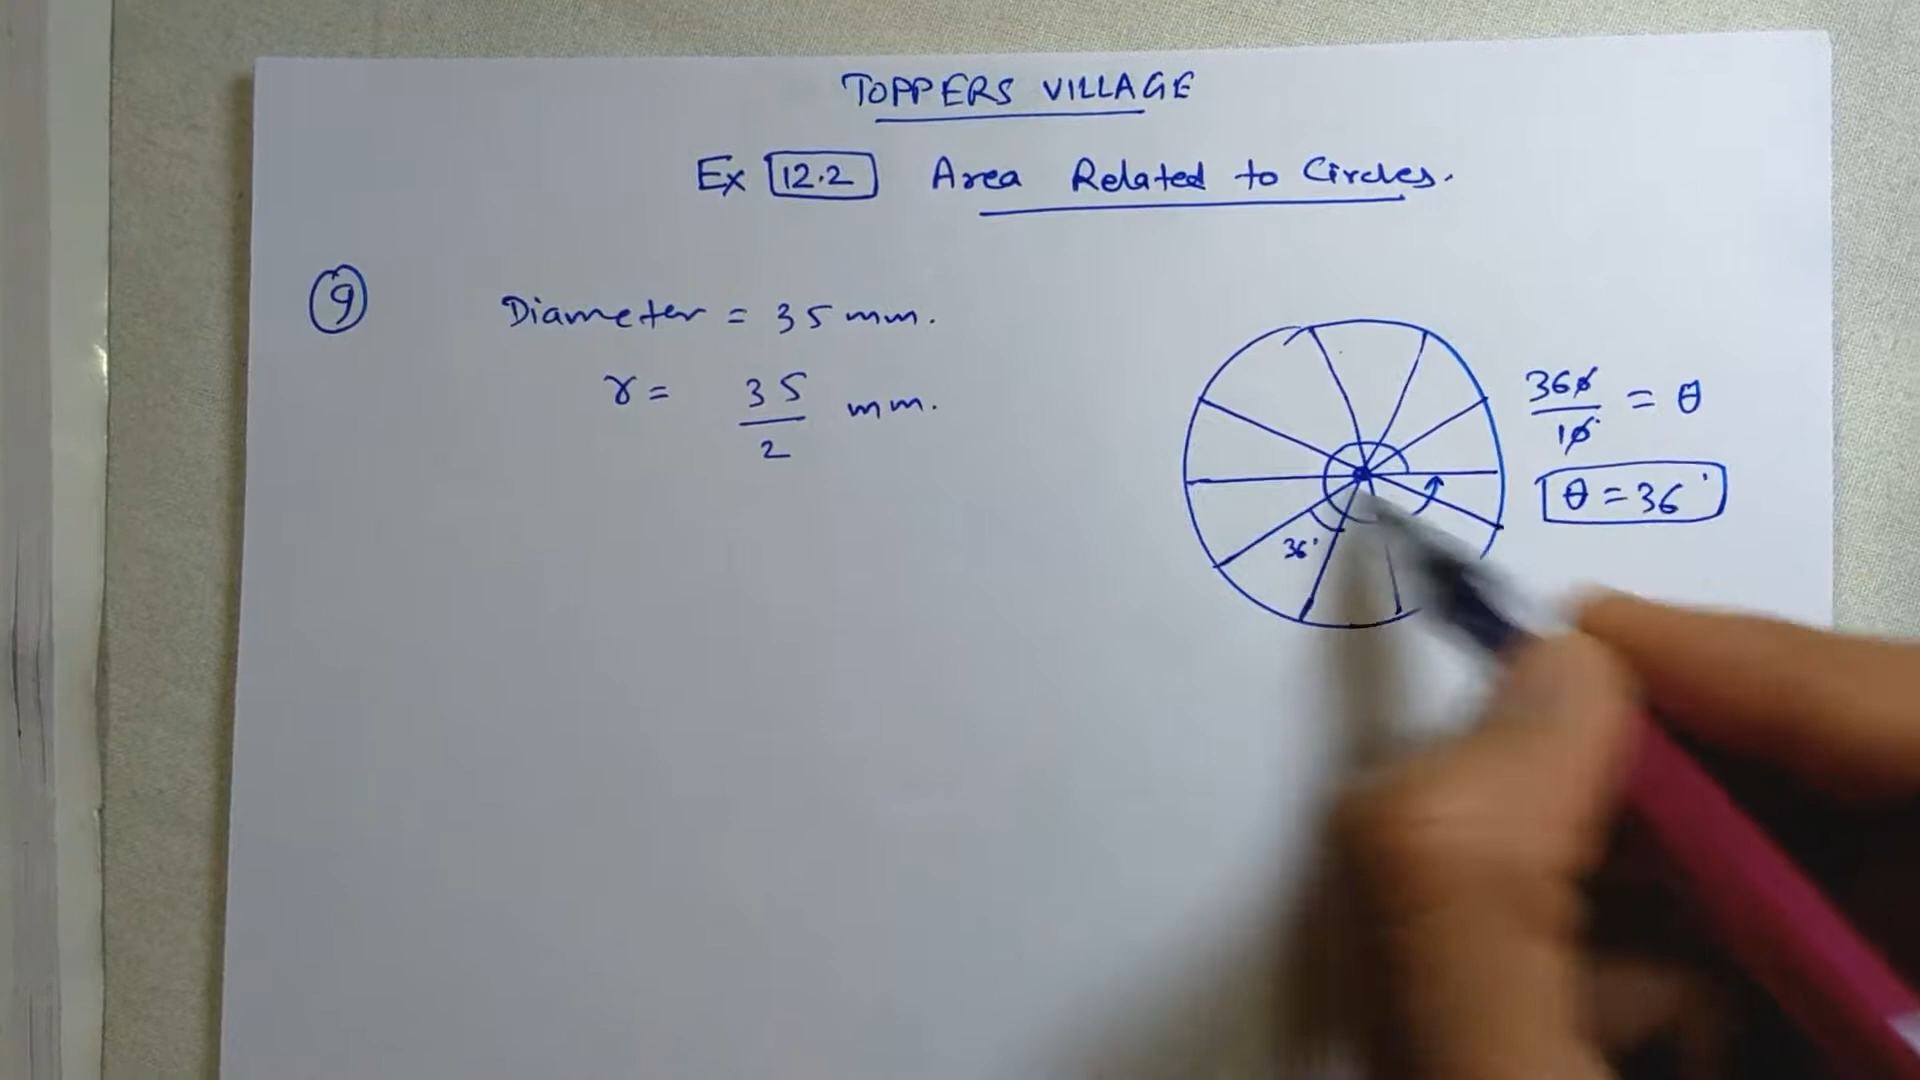 TOPPERS VILLAGE
Ex 12.2 Area Related to Circles.
9 Diameter = 35 mm.
r = 35/2 mm.
360/10 = θ
θ = 36°
36°